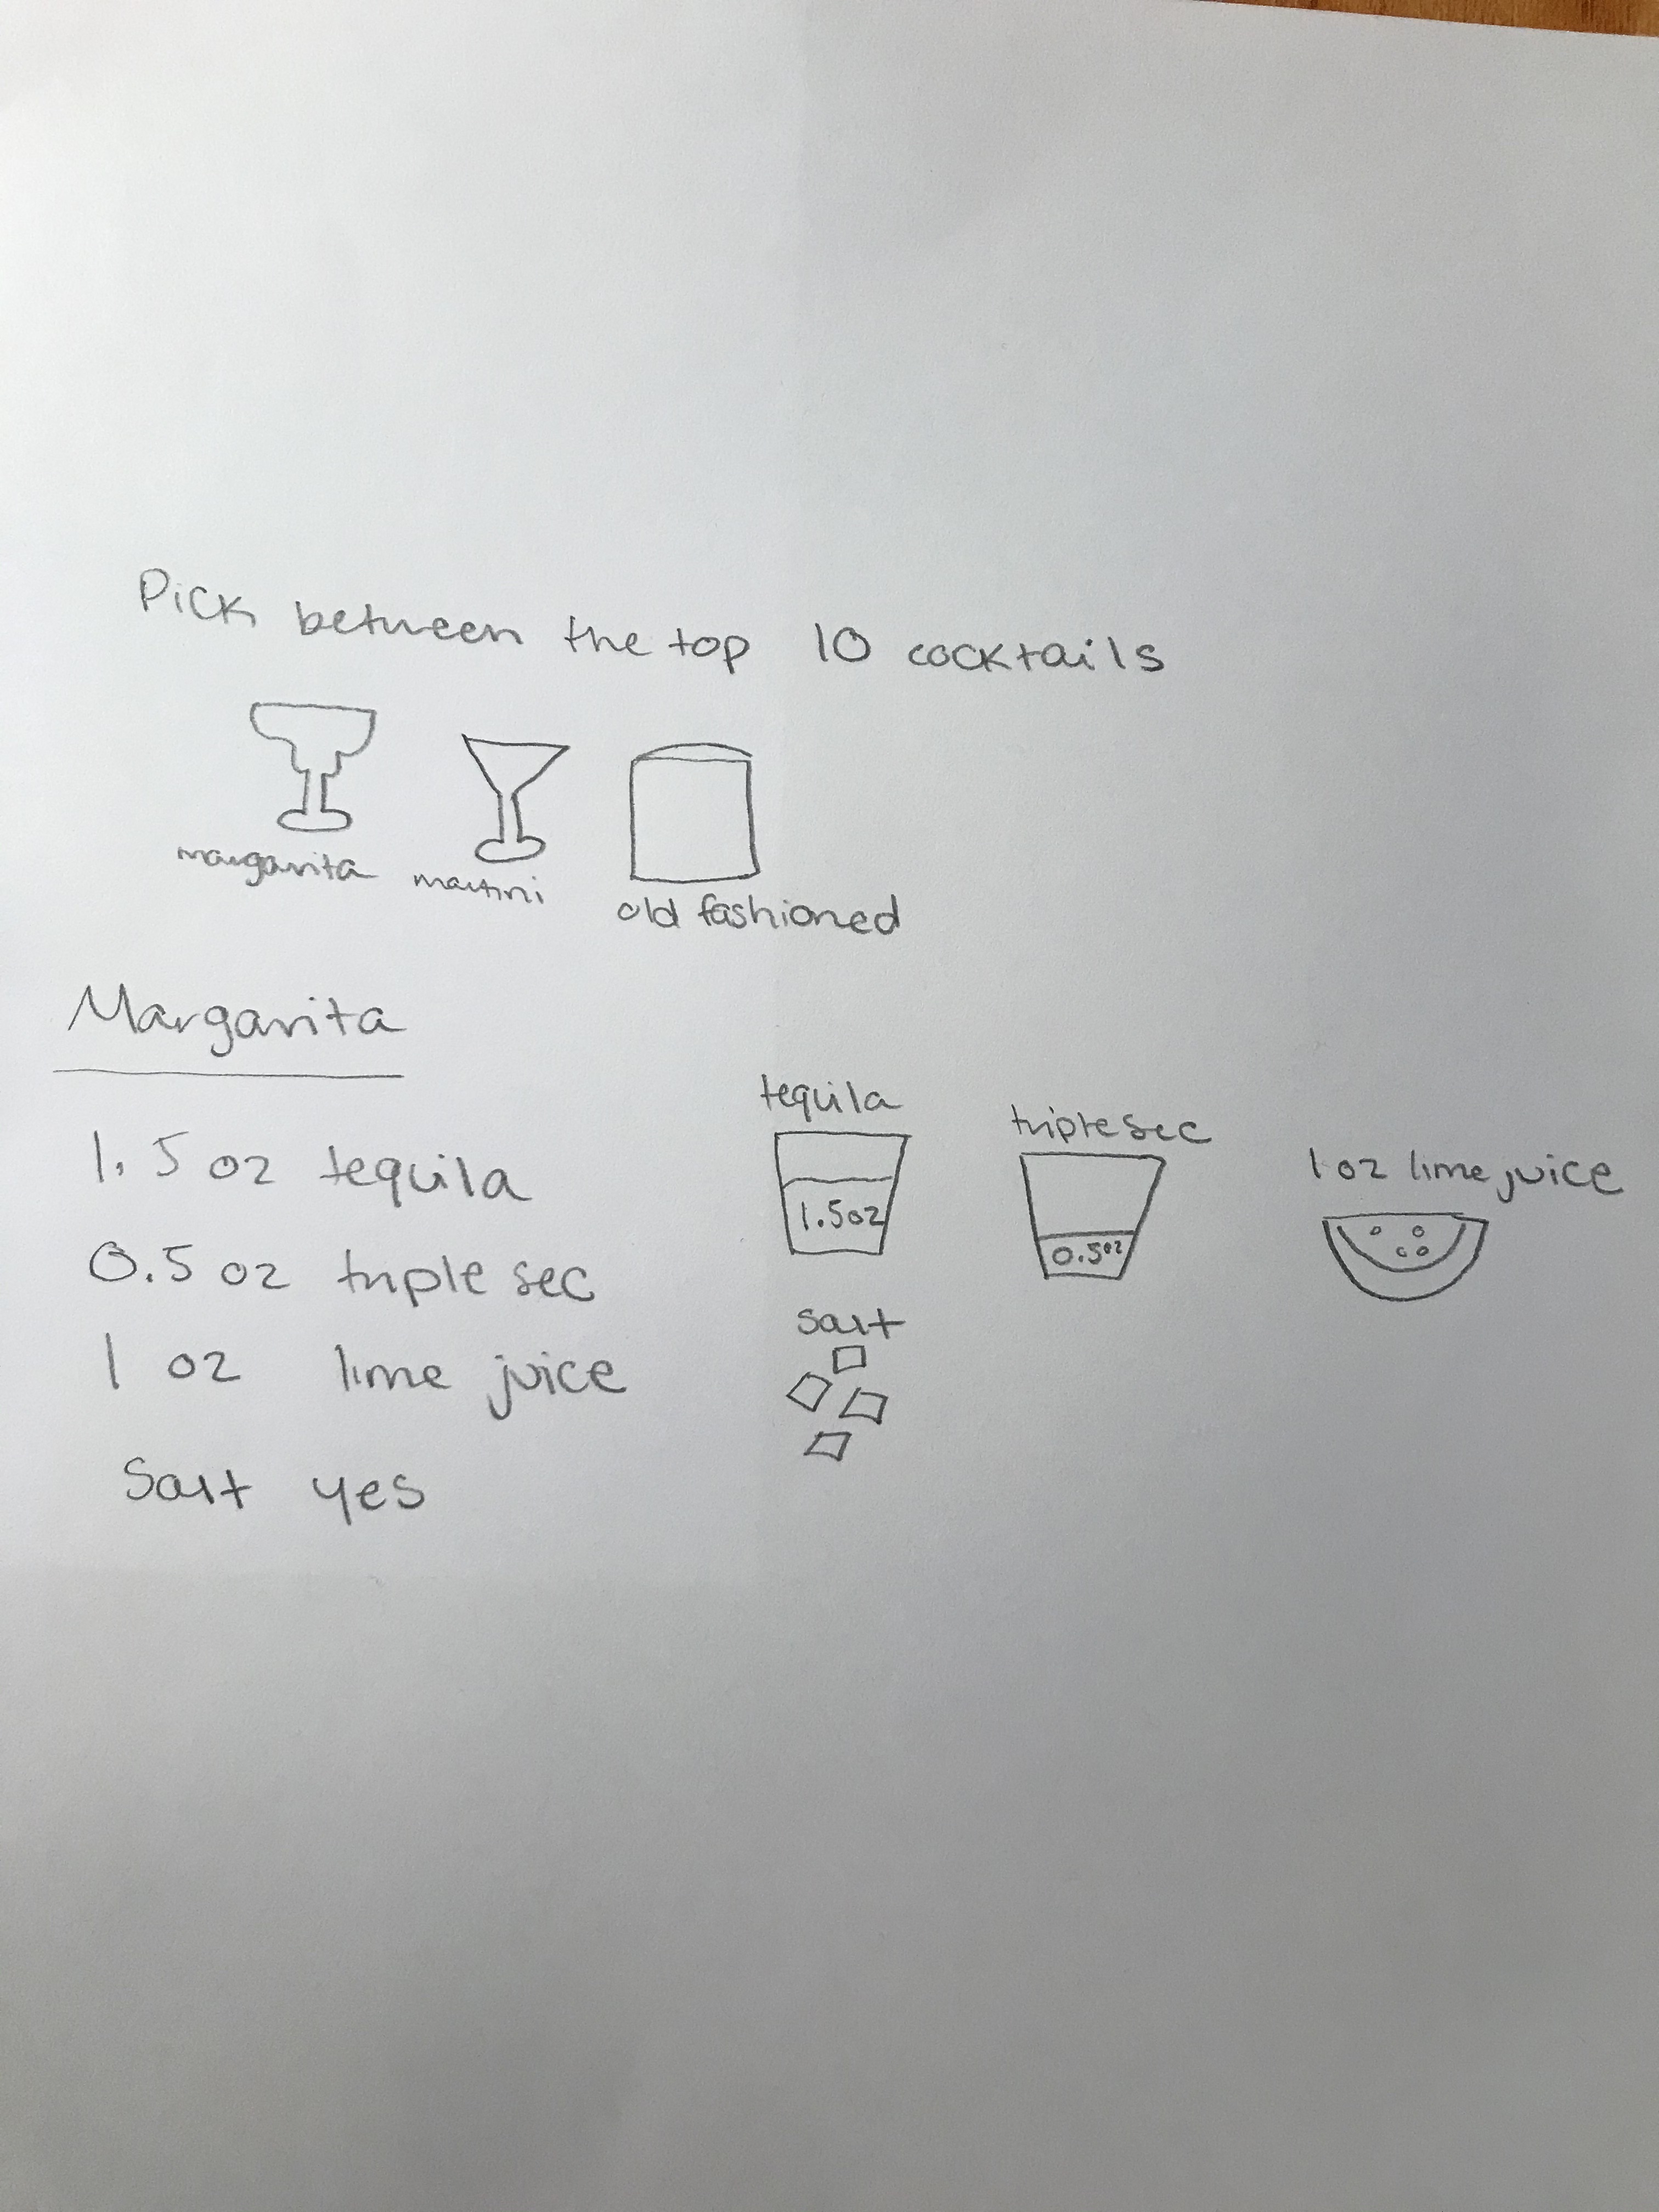 Pick between the top 10 cocktails
margarita martini old fashioned
Margarita
tequila
triple sec
1 oz lime juice
1.5 oz tequila
1.5oz
0.5 oz triple sec
0.5oz
salt
1 oz lime juice
Salt yes